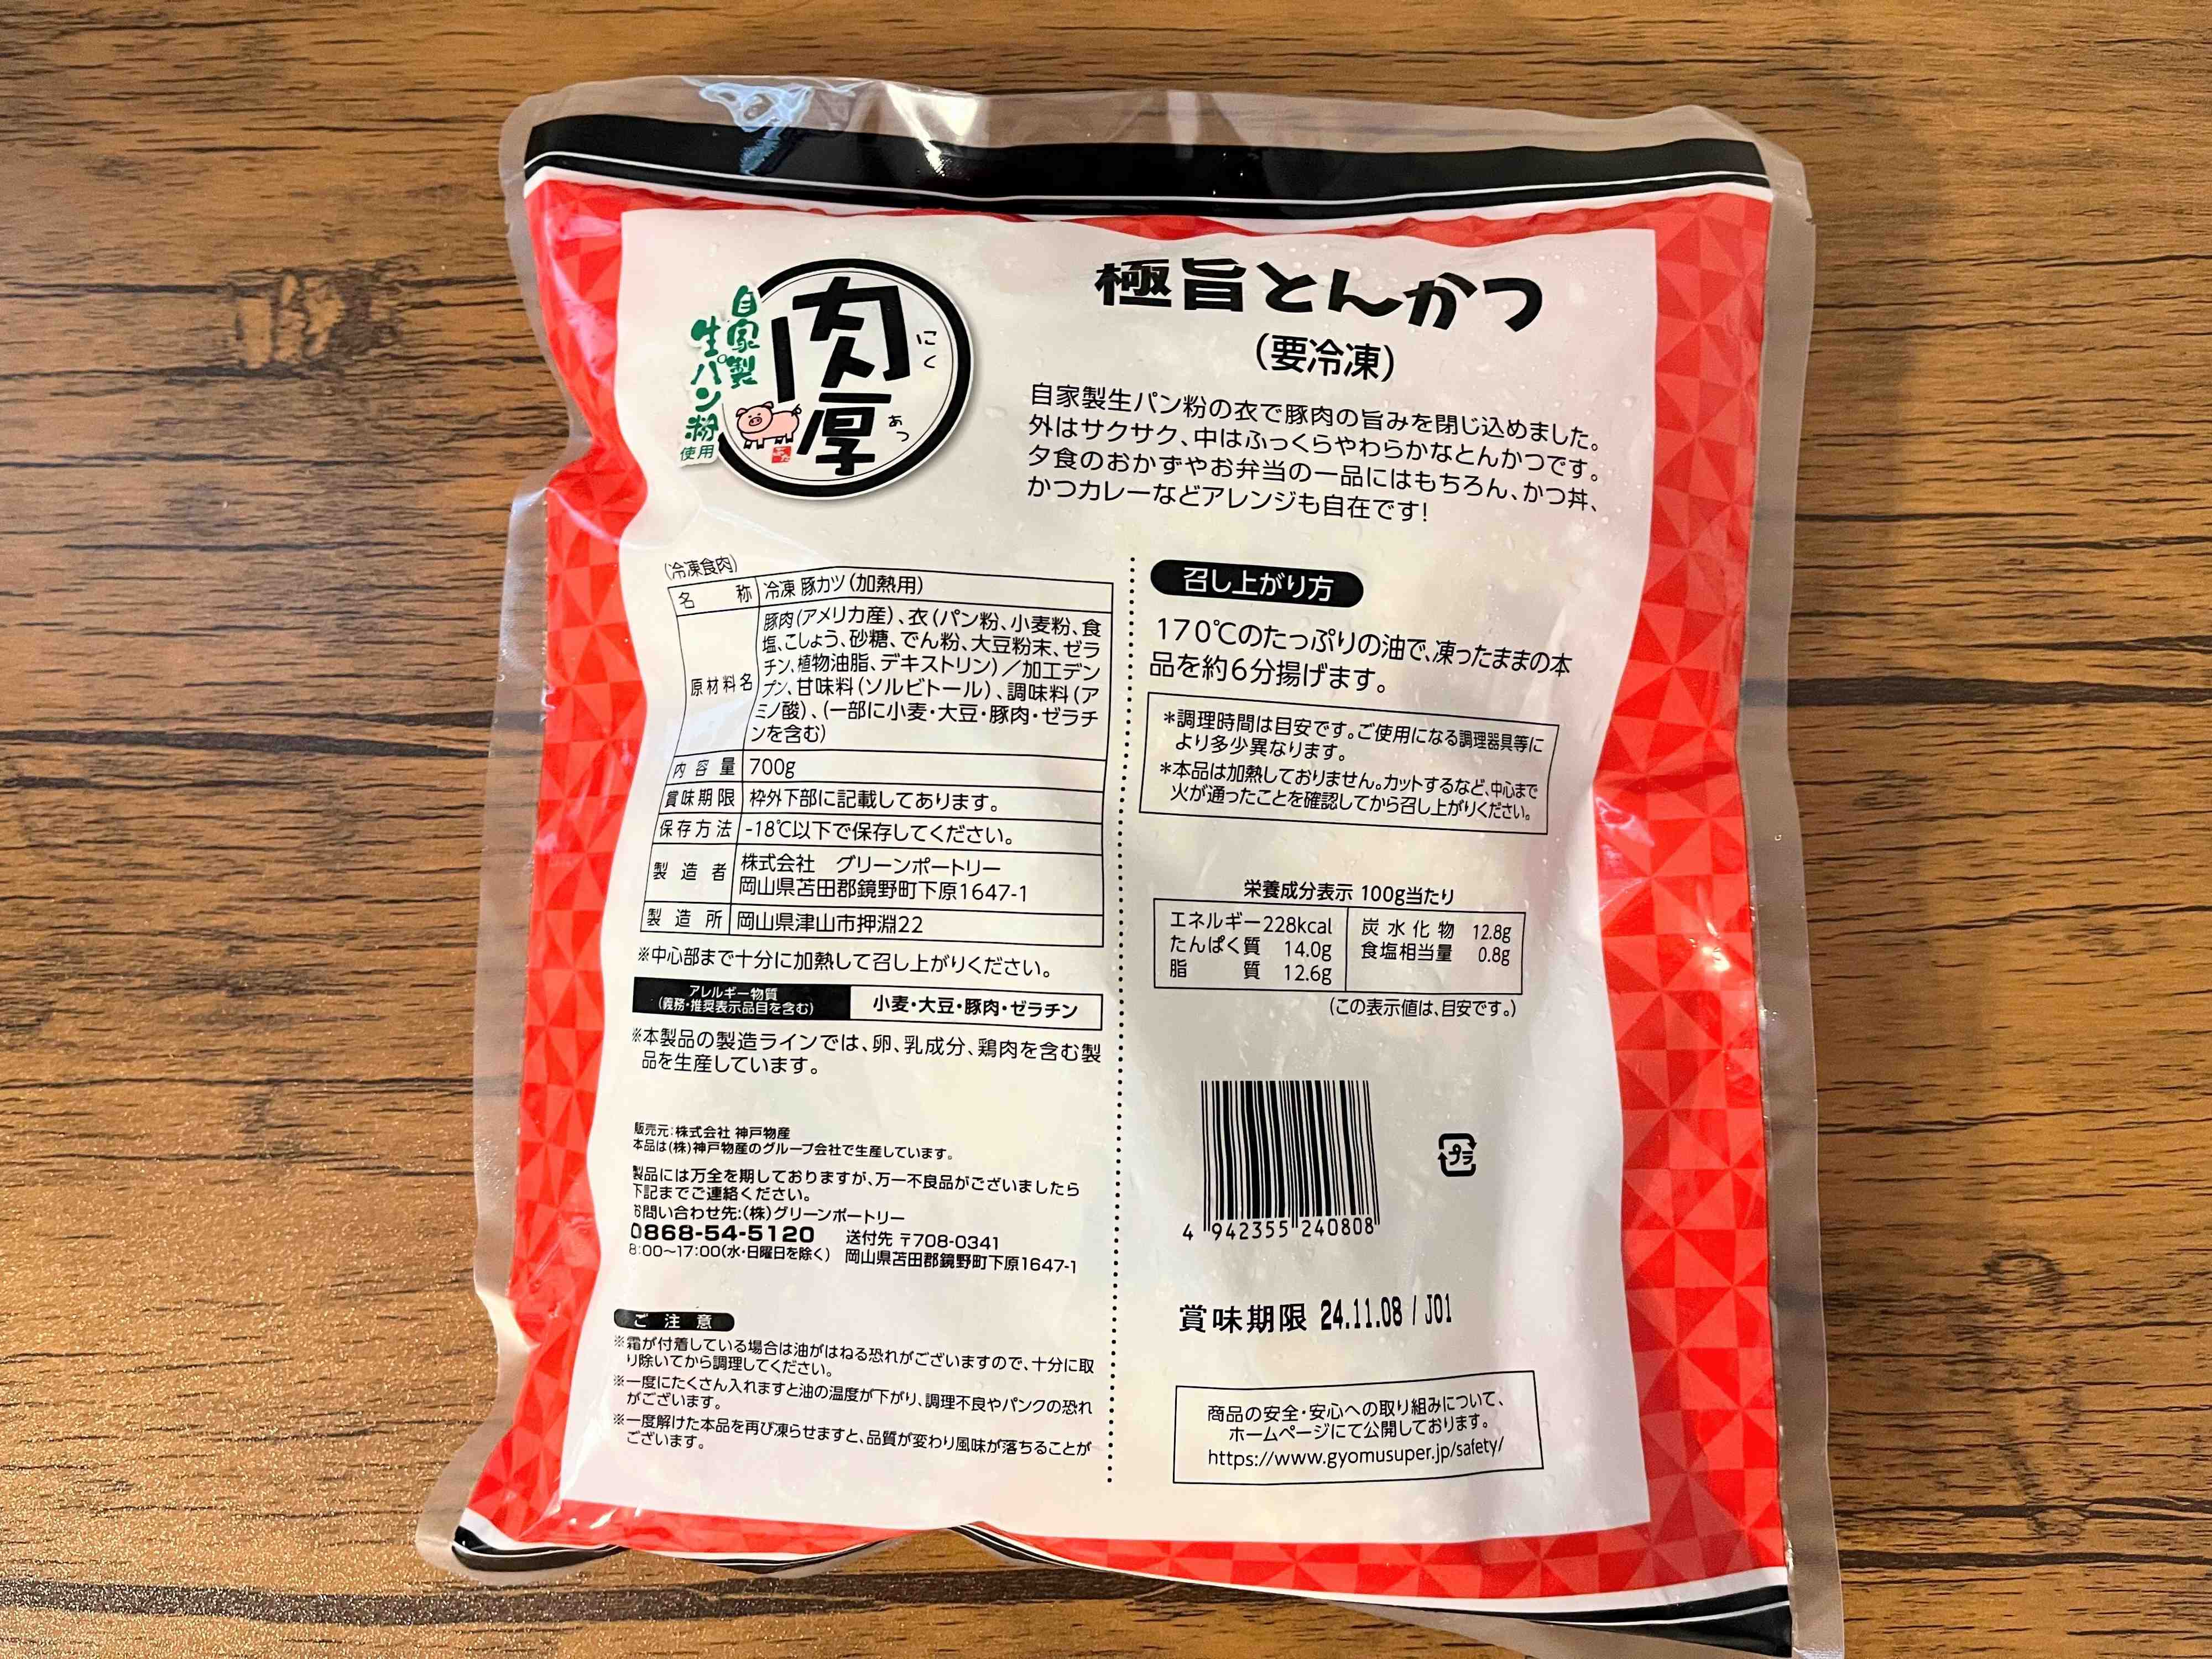 自家製
生パン粉
使用
肉厚
にく
あつ
極旨とんかつ
(要冷凍)
自家製生パン粉の衣で豚肉の旨みを閉じ込めました。
外はサクサク、中はふっくらやわらかなとんかつです。
夕食のおかずやお弁当の一品にはもちろん、かつ丼、
かつカレーなどアレンジも自在です!
(冷凍食肉)
名称 冷凍 豚カツ(加熱用)
原材料名 豚肉(アメリカ産)、衣(パン粉、小麦粉、食
塩、こしょう、砂糖、でん粉、大豆粉末、ゼラ
チン、植物油脂、デキストリン)/加工デン
プン、甘味料(ソルビトール)、調味料(ア
ミノ酸)、(一部に小麦・大豆・豚肉・ゼラチ
ンを含む)
内容量 700g
賞味期限 枠外下部に記載してあります。
保存方法 -18℃以下で保存してください。
製造者 株式会社 グリーンポートリー
岡山県苫田郡鏡野町下原1647-1
製造所 岡山県津山市押淵22
※中心部まで十分に加熱して召し上がりください。
アレルギー物質
(義務・推奨表示品目を含む)
小麦・大豆・豚肉・ゼラチン
※本製品の製造ラインでは、卵、乳成分、鶏肉を含む製
品を生産しています。
販売元:株式会社 神戸物産
本品は(株)神戸物産のグループ会社で生産しています。
製品には万全を期しておりますが、万一不良品がございましたら
下記までご連絡ください。
お問い合わせ先:(株)グリーンポートリー
0868-54-5120 送付先 〒708-0341
8:00〜17:00(水・日曜日を除く) 岡山県苫田郡鏡野町下原1647-1
ご注意
※霜が付着している場合は油がはねる恐れがございますので、十分に取
り除いてから調理してください。
※一度にたくさん入れますと油の温度が下がり、調理不良やパンクの恐れ
がございます。
※一度解けた本品を再び凍らせますと、品質が変わり風味が落ちることが
ございます。
召し上がり方
170℃のたっぷりの油で、凍ったままの本
品を約6分揚げます。
*調理時間は目安です。ご使用になる調理器具等に
より多少異なります。
*本品は加熱しておりません。カットするなど、中心まで
火が通ったことを確認してから召し上がりください。
栄養成分表示 100g当たり
エネルギー 228kcal 炭水化物 12.8g
たんぱく質 14.0g 食塩相当量 0.8g
脂質 12.6g
(この表示値は、目安です。)
プラ
4 942355 240808
賞味期限 24.11.08 / J01
商品の安全・安心への取り組みについて、
ホームページにて公開しております。
https://www.gyomusuper.jp/safety/